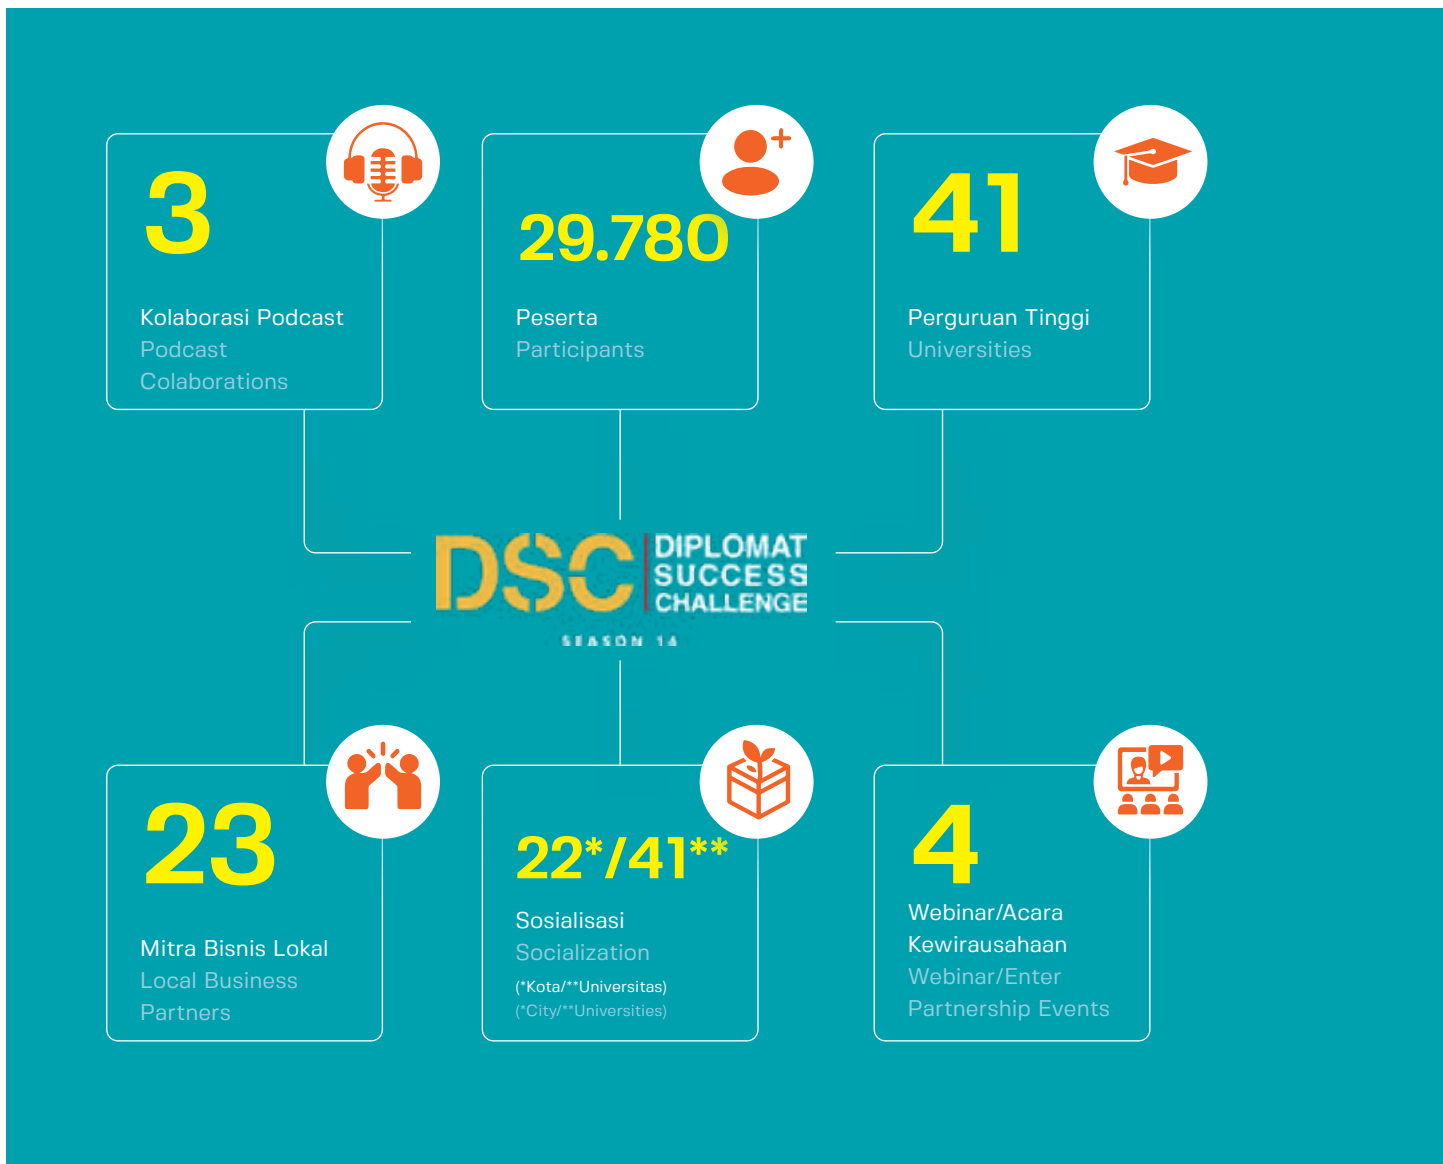 3
Kolaborasi Podcast
Podcast
Colaborations
29.780
Peserta
Participants
41
Perguruan Tinggi
Universities
DSC
DIPLOMAT
SUCCESS
CHALLENGE
SEASON 14
23
Mitra Bisnis Lokal
Local Business
Partners
22*/41**
Sosialisasi
Socialization
(*Kota/**Universitas)
(*City/**Universities)
4
Webinar/Acara
Kewirausahaan
Webinar/Enter
Partnership Events